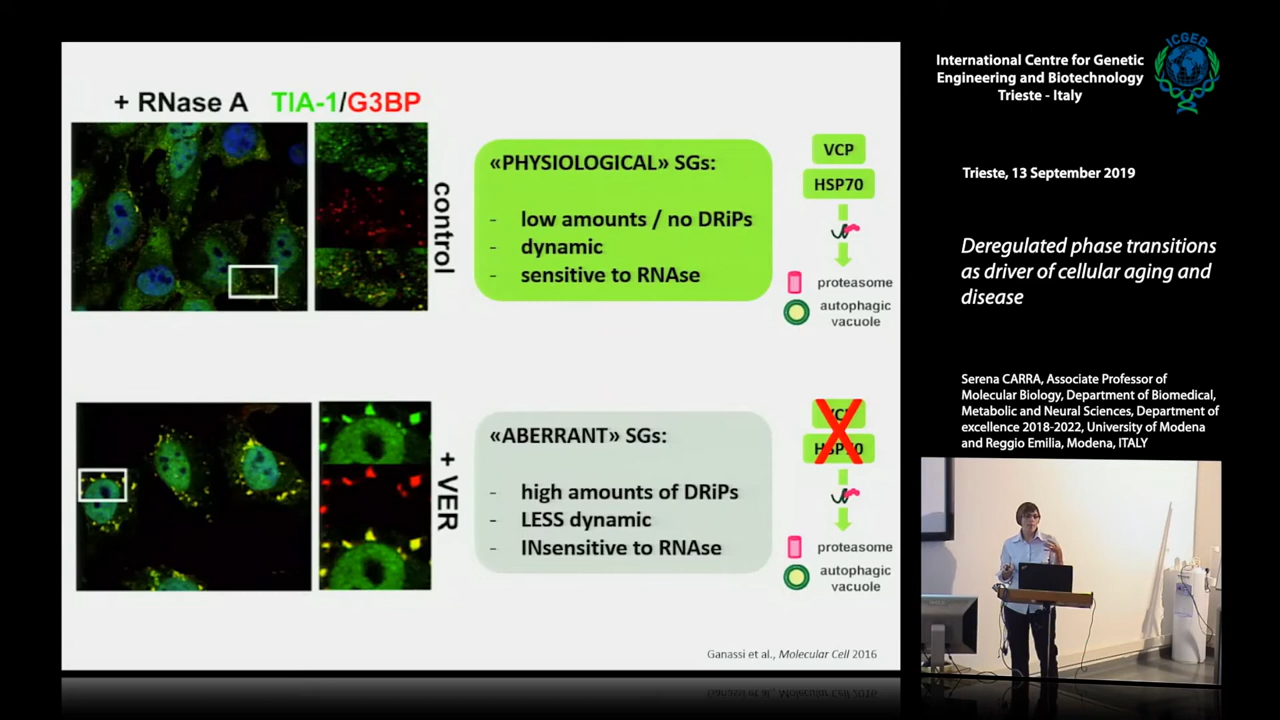 + RNase A TIA-1/G3BP
control
«PHYSIOLOGICAL» SGs:
- low amounts / no DRiPs
- dynamic
- sensitive to RNAse
VCP
HSP70
proteasome
autophagic
vacuole
+ VER
«ABERRANT» SGs:
- high amounts of DRiPs
- LESS dynamic
- INsensitive to RNAse
VCP
HSP70
proteasome
autophagic
vacuole
Ganassi et al., Molecular Cell 2016
International Centre for Genetic
Engineering and Biotechnology
Trieste - Italy
ICGEB
Trieste, 13 September 2019
Deregulated phase transitions
as driver of cellular aging and
disease
Serena CARRA, Associate Professor of
Molecular Biology, Department of Biomedical,
Metabolic and Neural Sciences, Department of
excellence 2018-2022, University of Modena
and Reggio Emilia, Modena, ITALY